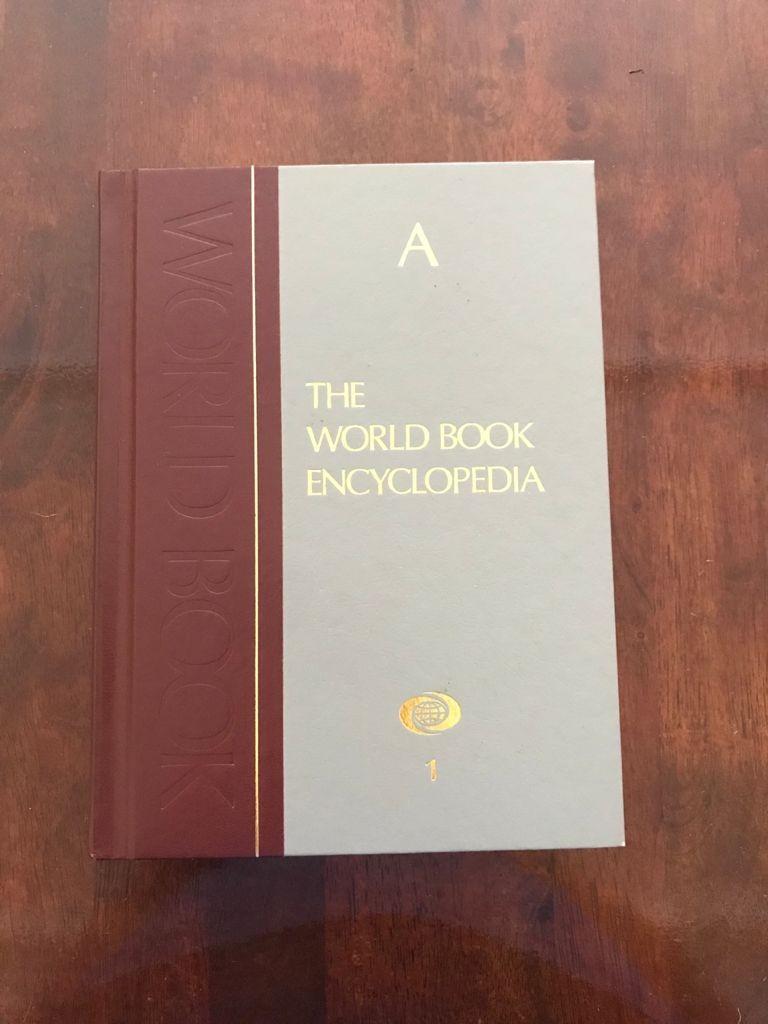 WORLD BOOK
A
THE
WORLD BOOK
ENCYCLOPEDIA
1